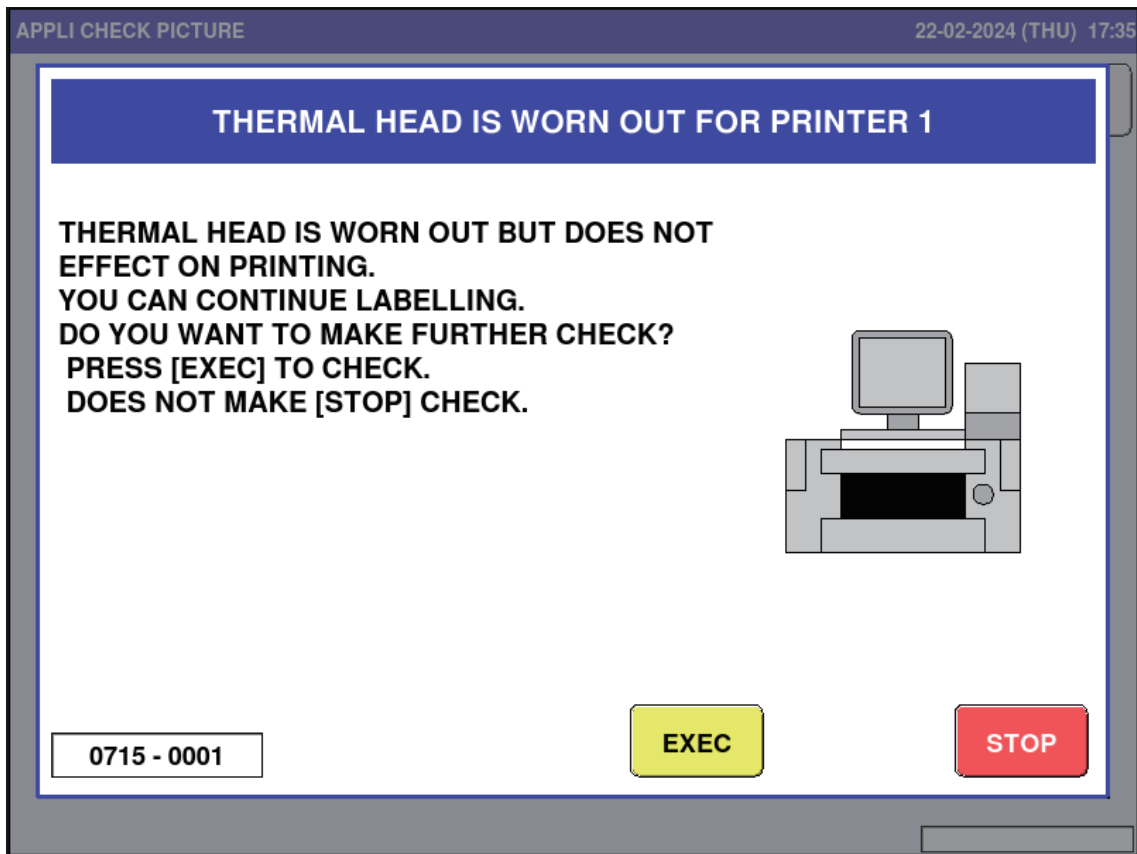 APPLI CHECK PICTURE 22-02-2024 (THU) 17:35
THERMAL HEAD IS WORN OUT FOR PRINTER 1
THERMAL HEAD IS WORN OUT BUT DOES NOT
EFFECT ON PRINTING.
YOU CAN CONTINUE LABELLING.
DO YOU WANT TO MAKE FURTHER CHECK?
PRESS [EXEC] TO CHECK.
DOES NOT MAKE [STOP] CHECK.
0715 - 0001 EXEC STOP